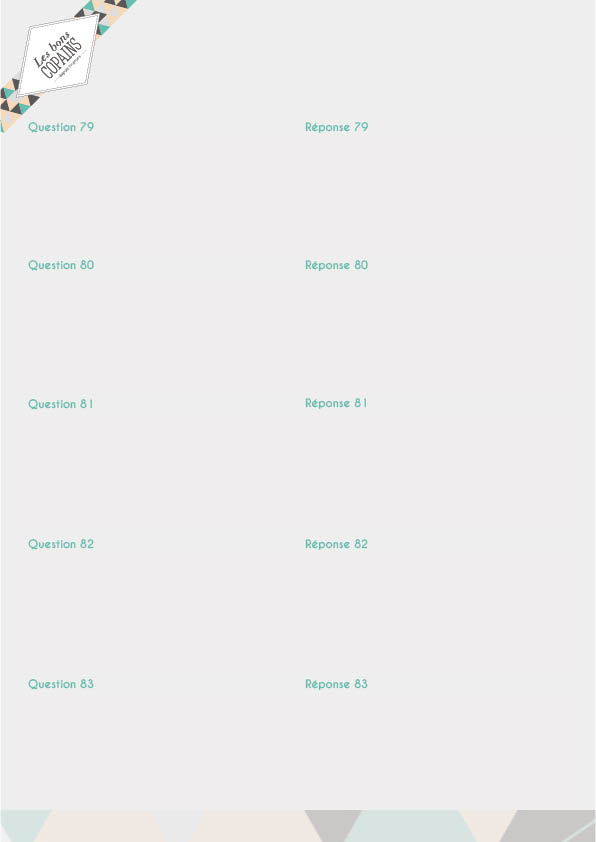 Les bons
COPAINS
Question 79
Réponse 79
Question 80
Réponse 80
Question 81
Réponse 81
Question 82
Réponse 82
Question 83
Réponse 83